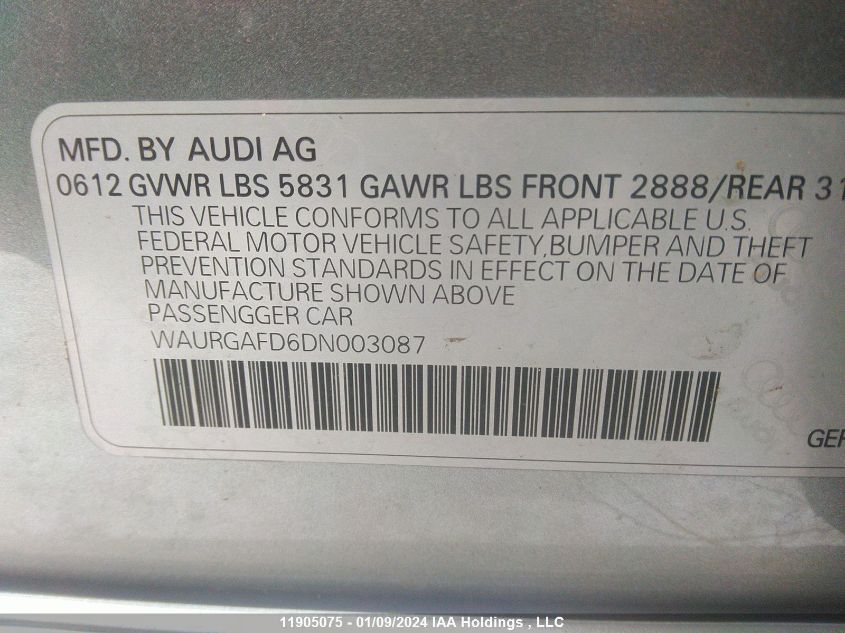 MFD. BY AUDI AG
0612 GVWR LBS 5831 GAWR LBS FRONT 2888/REAR 31
THIS VEHICLE CONFORMS TO ALL APPLICABLE U.S.
FEDERAL MOTOR VEHICLE SAFETY,BUMPER AND THEFT
PREVENTION STANDARDS IN EFFECT ON THE DATE OF
MANUFACTURE SHOWN ABOVE
PASSENGGER CAR
WAURGAFD6DN003087
GER
11905075 - 01/09/2024 IAA Holdings , LLC